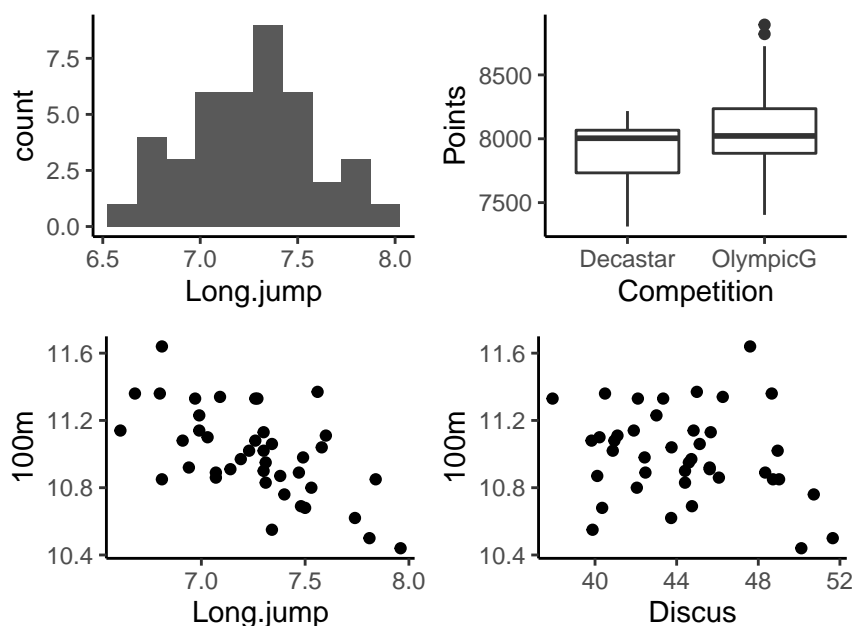 count
7.5
5.0
2.5
0.0
6.5 7.0 7.5 8.0
Long.jump
Points
8500
8000
7500
Decastar OlympicG
Competition
100m
11.6
11.2
10.8
10.4
7.0 7.5 8.0
Long.jump
100m
11.6
11.2
10.8
10.4
40 44 48 52
Discus